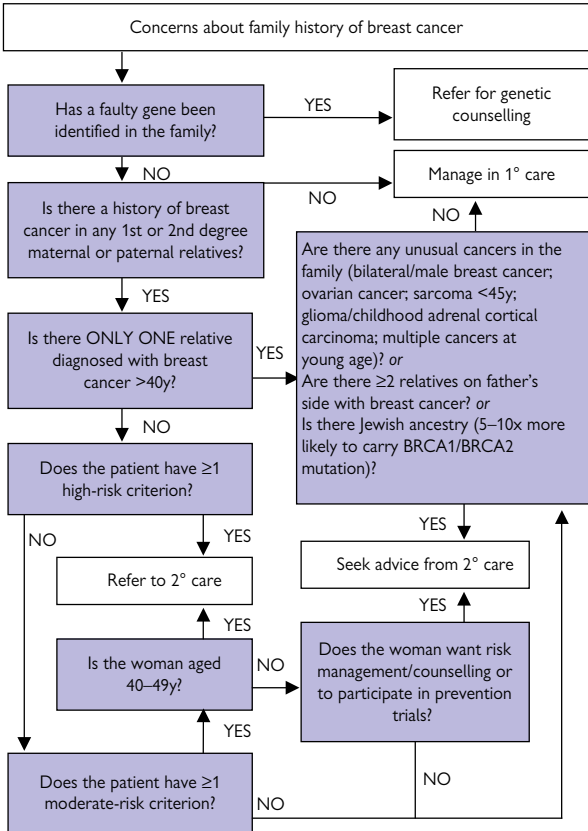 Concerns about family history of breast cancer
Has a faulty gene been
identified in the family?
YES
Refer for genetic
counselling
NO
NO
Manage in 1° care
Is there a history of breast
cancer in any 1st or 2nd degree
maternal or paternal relatives?
NO
Are there any unusual cancers in the
family (bilateral/male breast cancer;
ovarian cancer; sarcoma <45y;
glioma/childhood adrenal cortical
carcinoma; multiple cancers at
young age)? or
Are there ≥2 relatives on father’s
side with breast cancer? or
Is there Jewish ancestry (5–10x more
likely to carry BRCA1/BRCA2
mutation)?
YES
Is there ONLY ONE relative
diagnosed with breast
cancer >40y?
YES
NO
Does the patient have ≥1
high-risk criterion?
NO
YES
Refer to 2° care
YES
Seek advice from 2° care
YES
YES
Is the woman aged
40–49y?
NO
Does the woman want risk
management/counselling or
to participate in prevention
trials?
YES
Does the patient have ≥1
moderate-risk criterion?
NO
NO